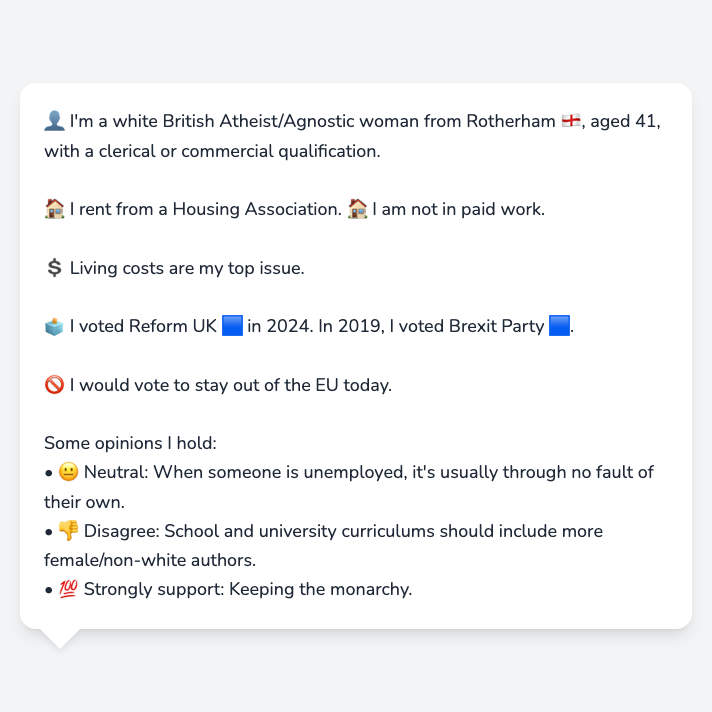 👤 I'm a white British Atheist/Agnostic woman from Rotherham 🏴󠁧󠁢󠁥󠁮󠁧󠁿, aged 41,
with a clerical or commercial qualification.
🏠 I rent from a Housing Association. 🏠 I am not in paid work.
💲 Living costs are my top issue.
🗳️ I voted Reform UK 🟦 in 2024. In 2019, I voted Brexit Party 🟦.
🚫 I would vote to stay out of the EU today.
Some opinions I hold:
• 😐 Neutral: When someone is unemployed, it's usually through no fault of
their own.
• 👎 Disagree: School and university curriculums should include more
female/non-white authors.
• 💯 Strongly support: Keeping the monarchy.